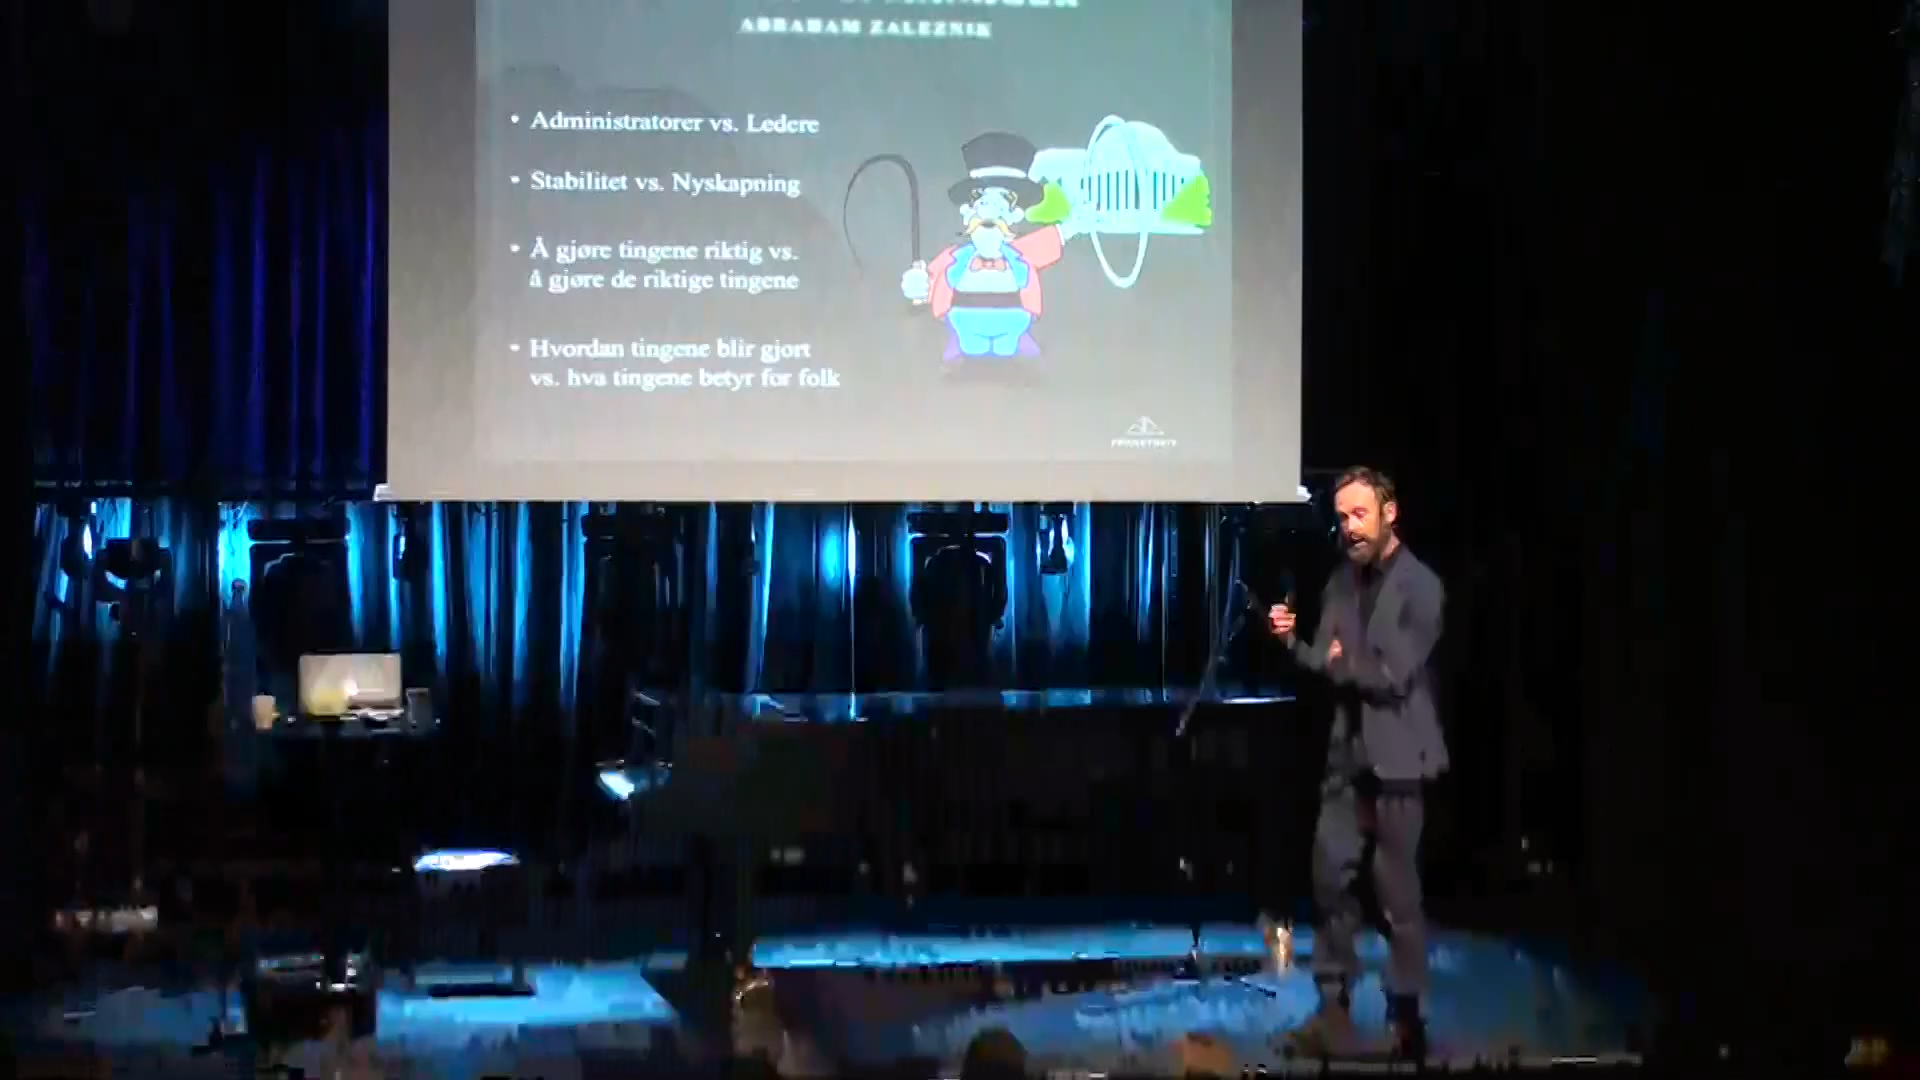 ABRAHAM ZALEZNIK
• Administratorer vs. Ledere
• Stabilitet vs. Nyskapning
• Å gjøre tingene riktig vs.
å gjøre de riktige tingene
• Hvordan tingene blir gjort
vs. hva tingene betyr for folk